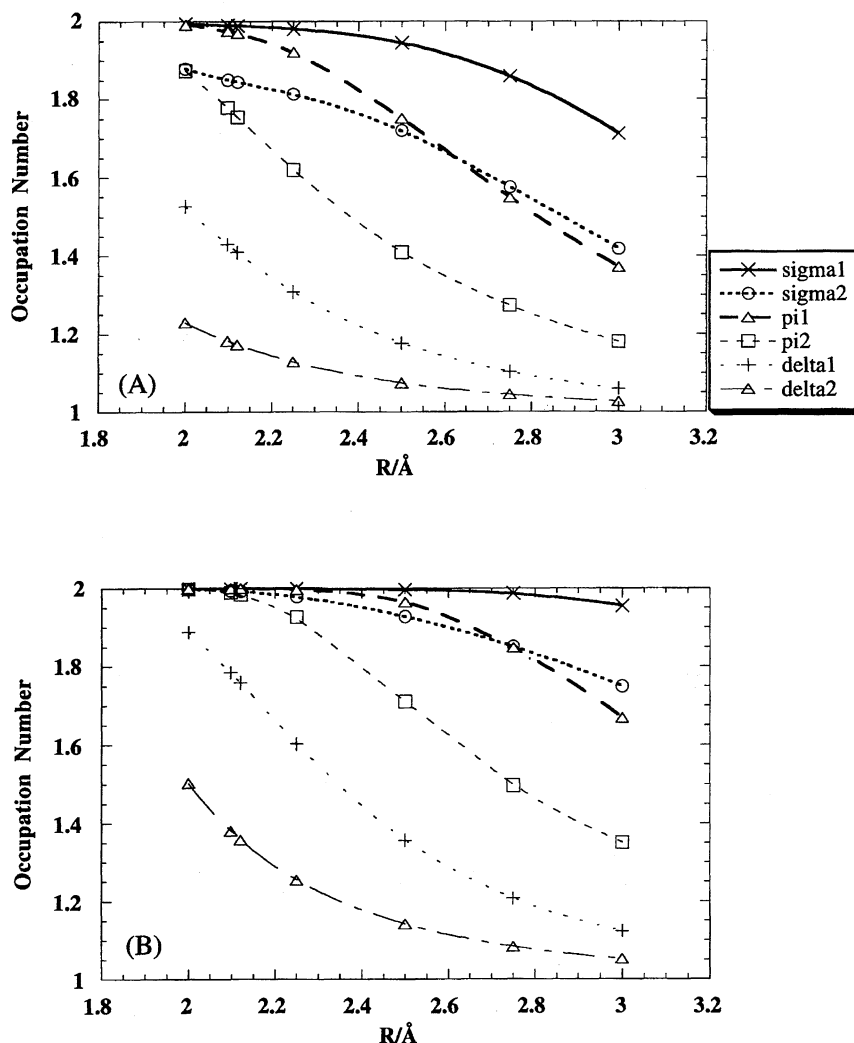 2
1.8
1.6
1.4
1.2
1
Occupation Number
(A)
1.8 2 2.2 2.4 2.6 2.8 3 3.2
R/Å
sigma1
sigma2
pi1
pi2
delta1
delta2
2
1.8
1.6
1.4
1.2
1
Occupation Number
(B)
1.8 2 2.2 2.4 2.6 2.8 3 3.2
R/Å